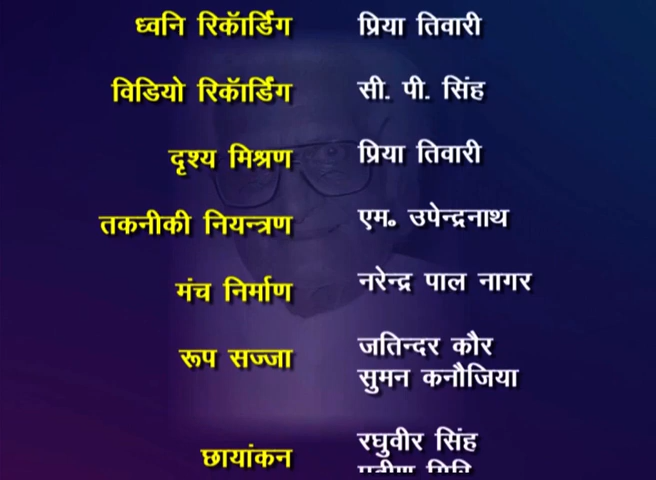 ध्वनि रिकॅार्डिंग प्रिया तिवारी
विडियो रिकॅार्डिंग सी. पी. सिंह
दृश्य मिश्रण प्रिया तिवारी
तकनीकी नियन्त्रण एम॰ उपेन्द्रनाथ
मंच निर्माण नरेन्द्र पाल नागर
रूप सज्जा जतिन्दर कौर
सुमन कनौजिया
छायांकन रघुवीर सिंह